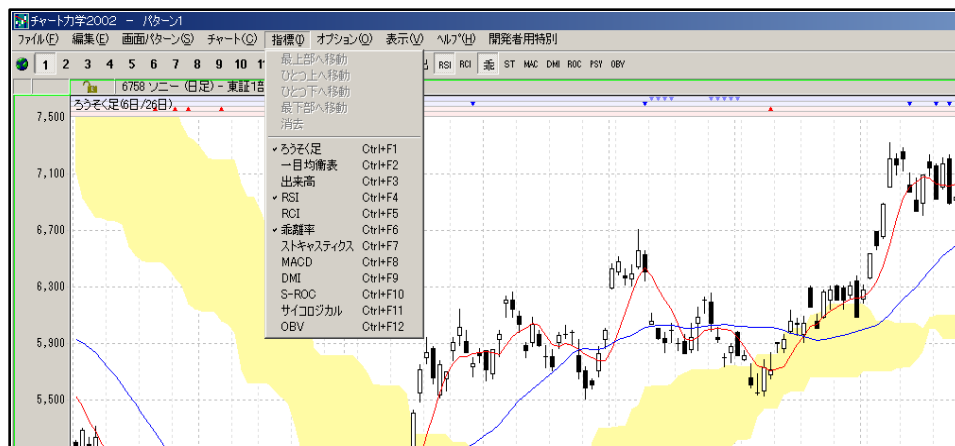 チャート力学2002 － パターン1
ファイル(F) 編集(E) 画面パターン(S) チャート(C) 指標(I) オプション(O) 表示(V) ヘルプ(H) 開発者用特別
1 2 3 4 5 6 7 8 9 10 11 RSI RCI 乖 ST MAC DMI ROC PSY OBV
6758 ソニー (日足) - 東証1部
ろうそく足(6日/26日)
最上部へ移動
ひとつ上へ移動
ひとつ下へ移動
最下部へ移動
消去
ろうそく足 Ctrl+F1
一目均衡表 Ctrl+F2
出来高 Ctrl+F3
RSI Ctrl+F4
RCI Ctrl+F5
乖離率 Ctrl+F6
ストキャスティクス Ctrl+F7
MACD Ctrl+F8
DMI Ctrl+F9
S-ROC Ctrl+F10
サイコロジカル Ctrl+F11
OBV Ctrl+F12
7,500
7,100
6,700
6,300
5,900
5,500